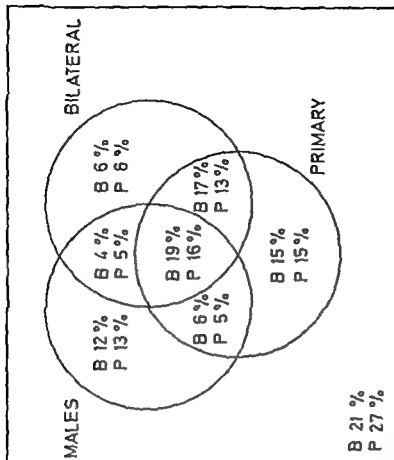 MALES
BILATERAL
B 12%
P 13%
B 4%
P 5%
B 6%
P 6%
B 19%
P 16%
B 6%
P 5%
B 17%
P 13%
B 15%
P 15%
PRIMARY
B 21 %
P 27 %